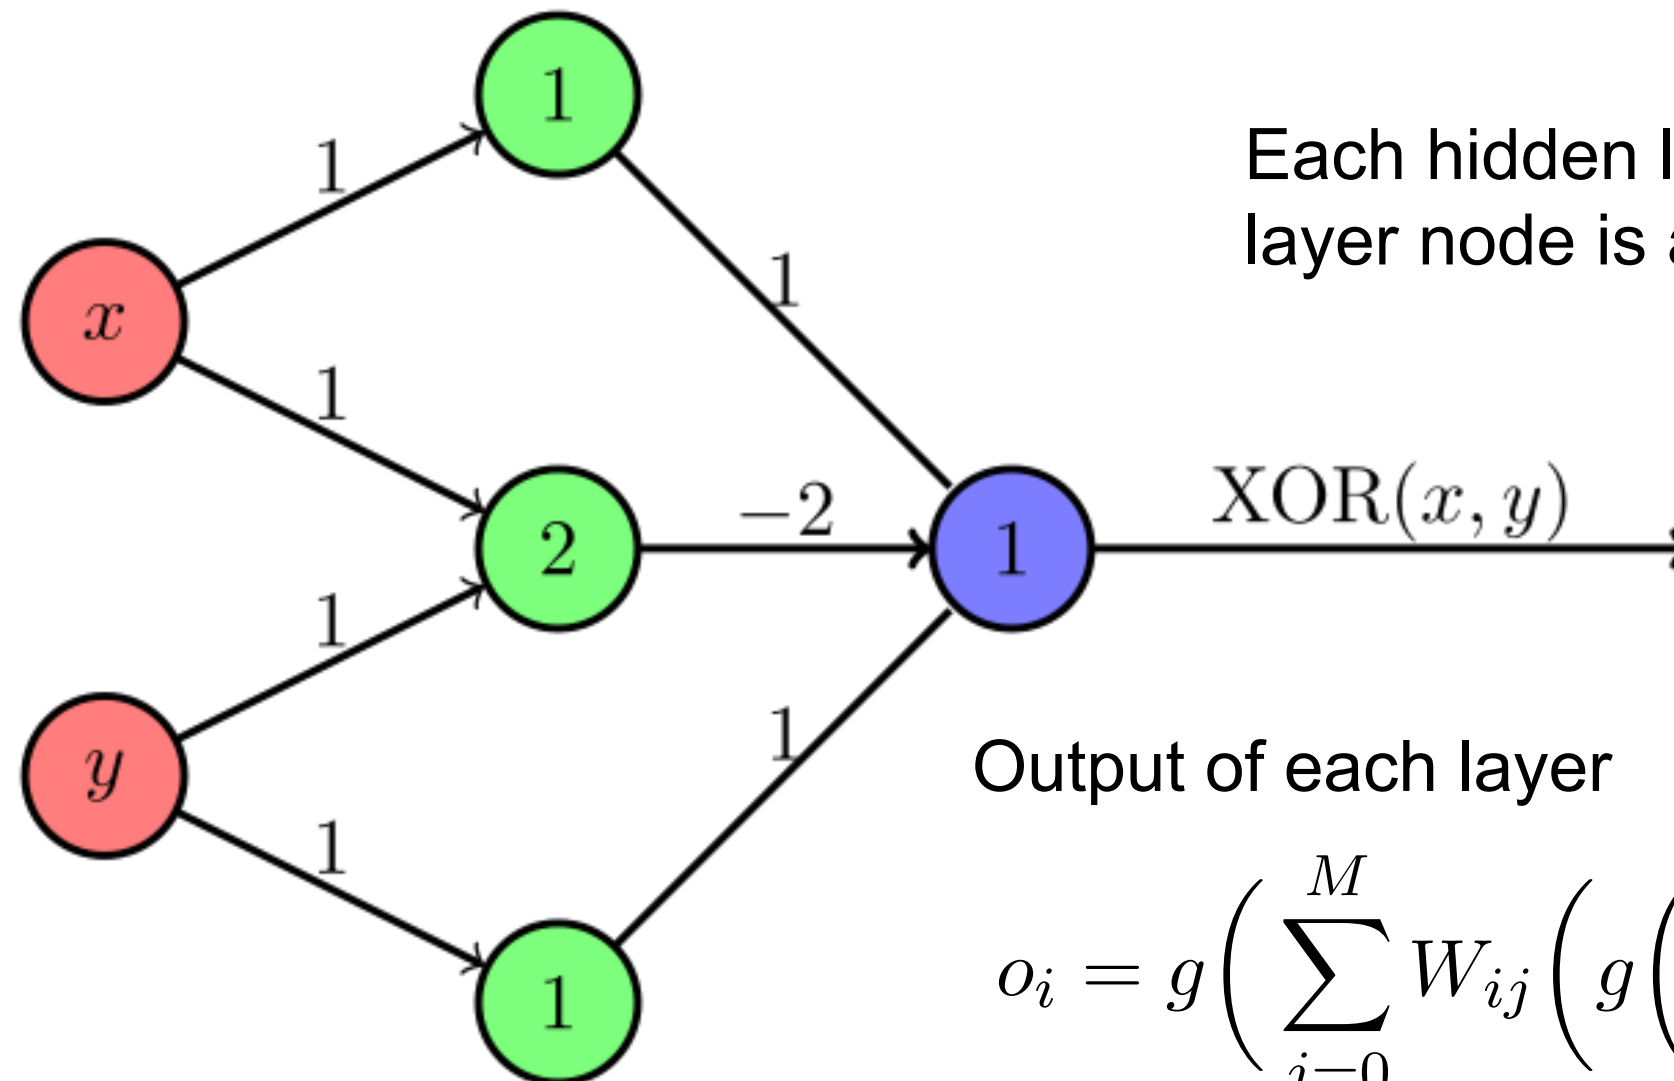 1
1
1
x
1
1
2
-2
1
XOR(x, y)
1
y
1
1
1
Each hidden
layer node is
Output of each layer
M
o_i = g( ∑ W_ij ( g (
j=0